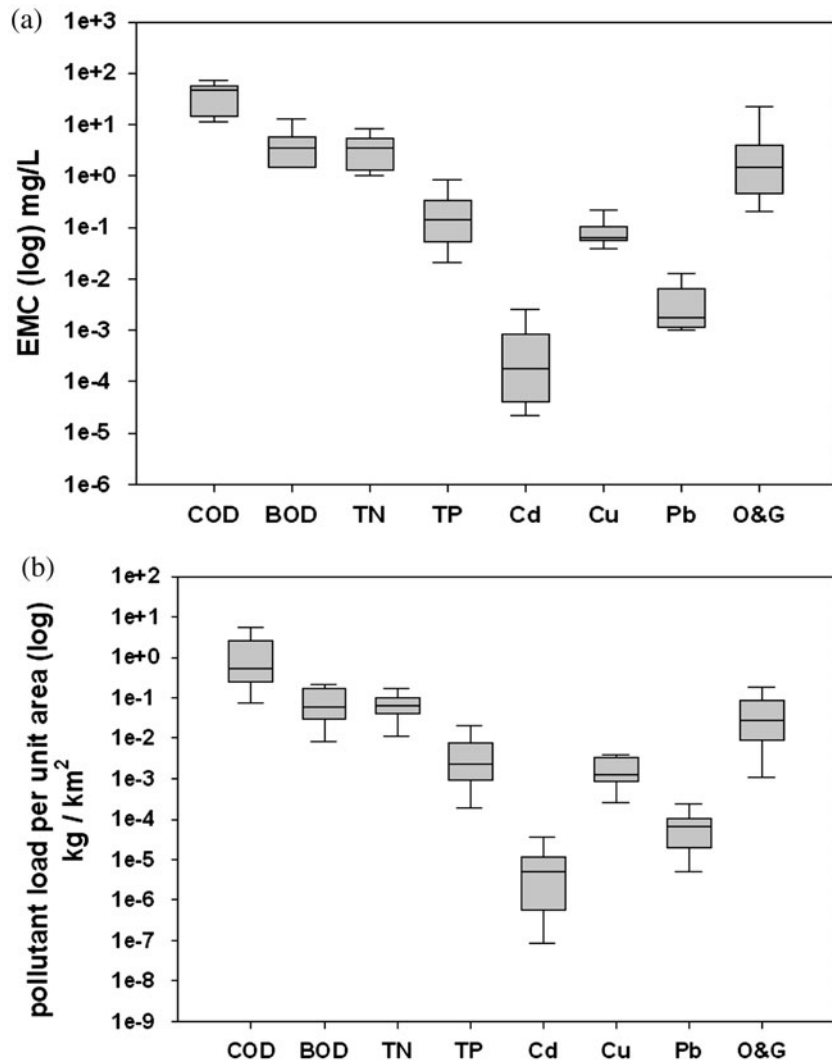 (a)
EMC (log) mg/L
1e+3
1e+2
1e+1
1e+0
1e-1
1e-2
1e-3
1e-4
1e-5
1e-6
COD BOD TN TP Cd Cu Pb O&G
(b)
pollutant load per unit area (log)
kg / km²
1e+2
1e+1
1e+0
1e-1
1e-2
1e-3
1e-4
1e-5
1e-6
1e-7
1e-8
1e-9
COD BOD TN TP Cd Cu Pb O&G